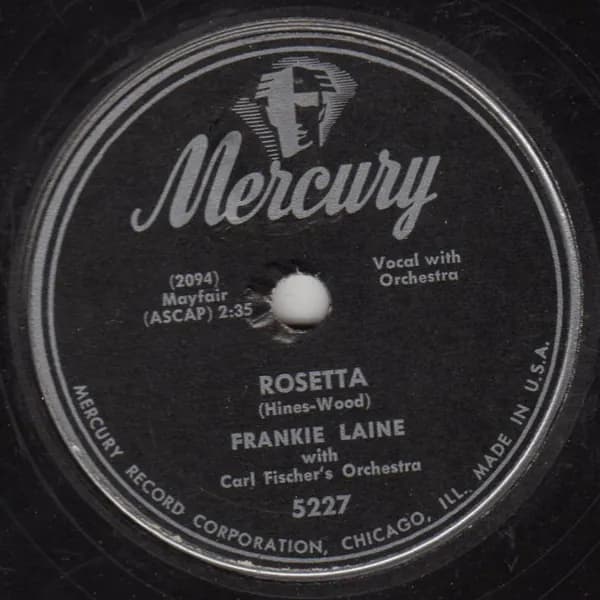 Mercury
(2094)
Mayfair
(ASCAP) 2:35
Vocal with
Orchestra
ROSETTA
(Hines-Wood)
FRANKIE LAINE
with
Carl Fischer's Orchestra
5227
MERCURY RECORD CORPORATION, CHICAGO, ILL. MADE IN U.S.A.